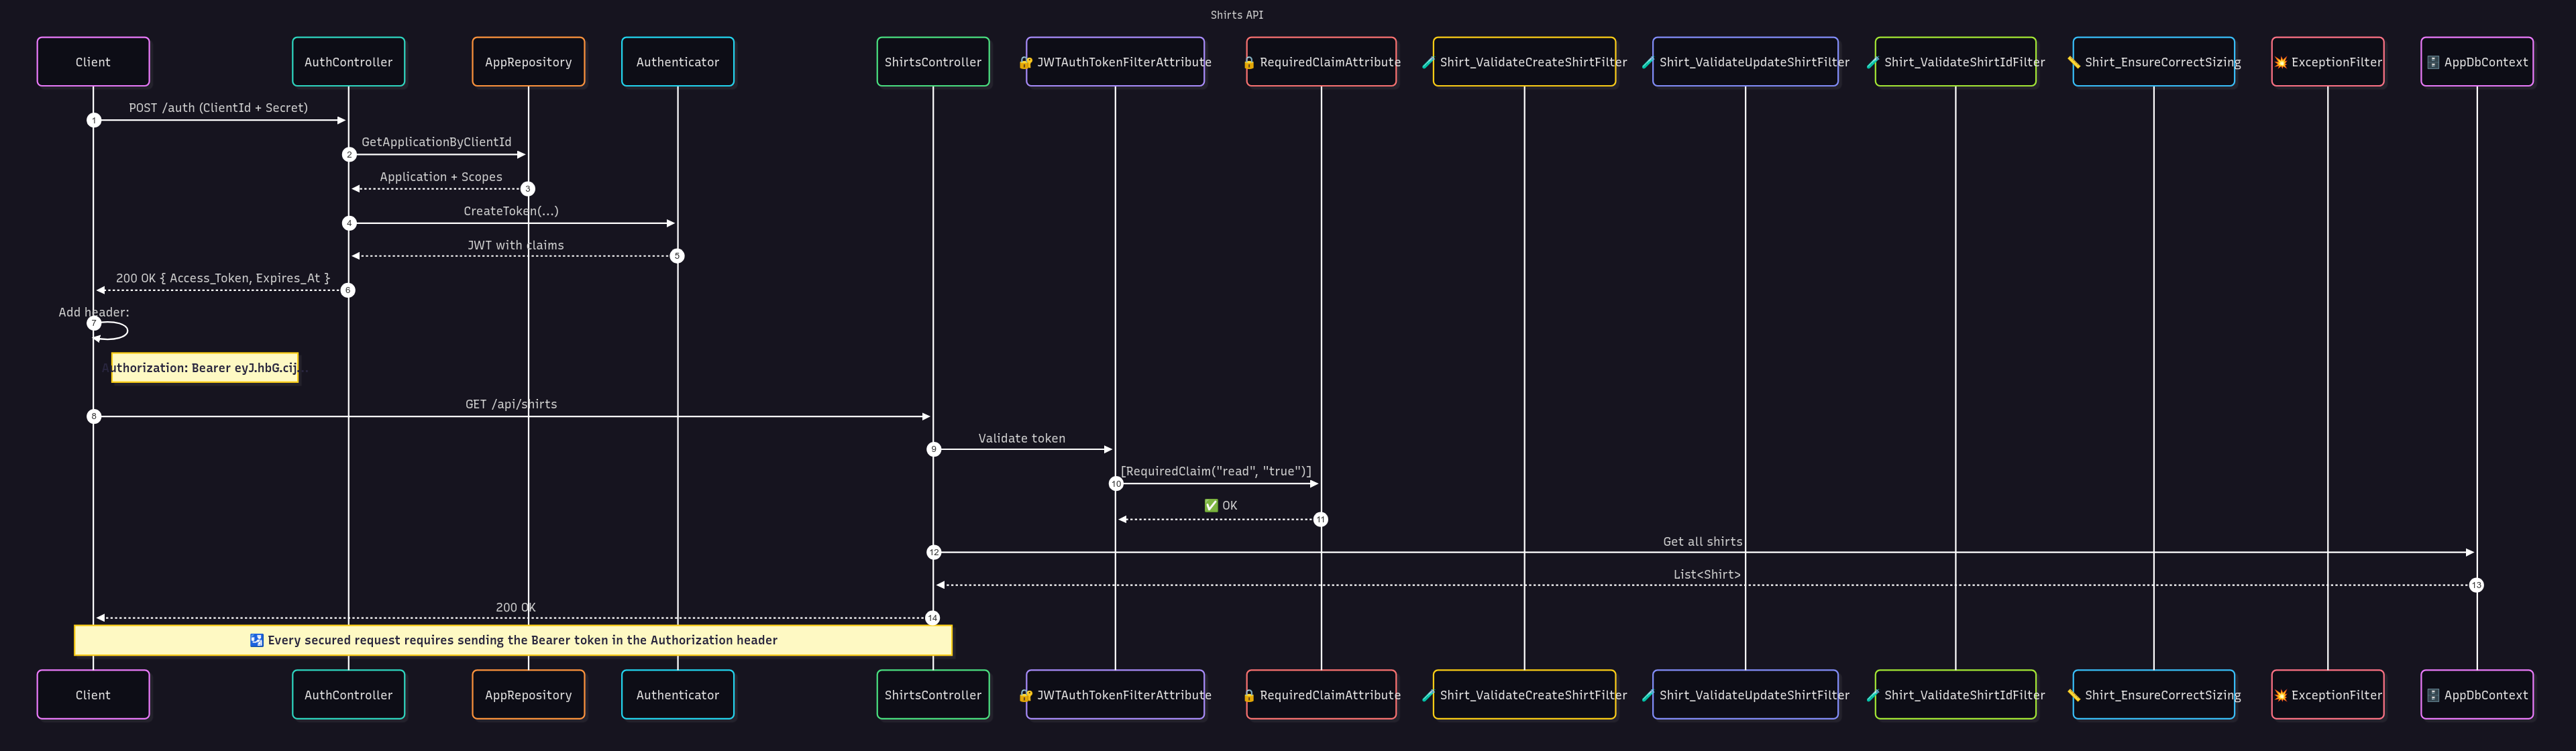 Shirts API
Client
AuthController
AppRepository
Authenticator
ShirtsController
🔐 JWTAuthTokenFilterAttribute
🔒 RequiredClaimAttribute
🧪 Shirt_ValidateCreateShirtFilter
🧪 Shirt_ValidateUpdateShirtFilter
🧪 Shirt_ValidateShirtIdFilter
📏 Shirt_EnsureCorrectSizing
💥 ExceptionFilter
🗄️ AppDbContext
POST /auth (ClientId + Secret)
1
GetApplicationByClientId
2
Application + Scopes
3
CreateToken(...)
4
JWT with claims
5
200 OK { Access_Token, Expires_At }
6
Add header:
7
Authorization: Bearer eyJ.hbG.cij...
GET /api/shirts
8
Validate token
9
[RequiredClaim("read", "true")]
10
✅ OK
11
Get all shirts
12
List<Shirt>
13
200 OK
14
🛂 Every secured request requires sending the Bearer token in the Authorization header
Client
AuthController
AppRepository
Authenticator
ShirtsController
🔐 JWTAuthTokenFilterAttribute
🔒 RequiredClaimAttribute
🧪 Shirt_ValidateCreateShirtFilter
🧪 Shirt_ValidateUpdateShirtFilter
🧪 Shirt_ValidateShirtIdFilter
📏 Shirt_EnsureCorrectSizing
💥 ExceptionFilter
🗄️ AppDbContext